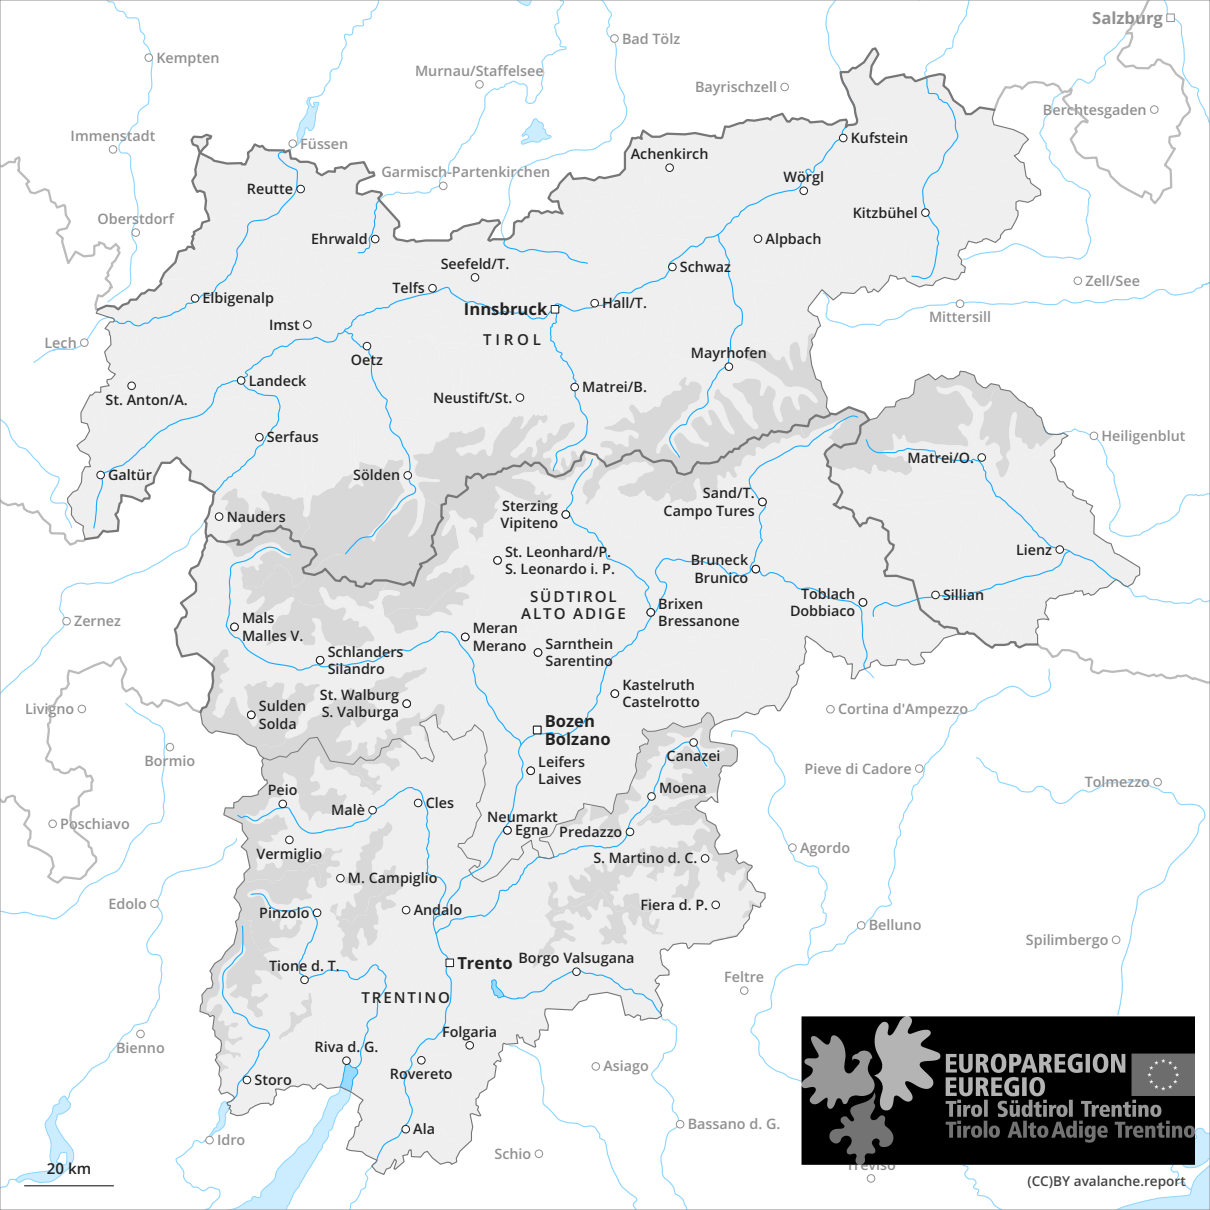 Salzburg
Bad Tölz
Kempten
Murnau/Staffelsee
Bayrischzell
Berchtesgaden
Immenstadt
Füssen
Kufstein
Achenkirch
Garmisch-Partenkirchen
Wörgl
Reutte
Oberstdorf
Kitzbühel
Ehrwald
Alpbach
Seefeld/T.
Schwaz
Zell/See
Telfs
Elbigenalp
Hall/T.
Innsbruck
Mittersill
Imst
TIROL
Lech
Mayrhofen
Oetz
Landeck
Matrei/B.
St. Anton/A.
Neustift/St.
Serfaus
Heiligenblut
Matrei/O.
Galtür
Sölden
Sand/T.
Campo Tures
Sterzing
Vipiteno
Nauders
St. Leonhard/P.
S. Leonardo i. P.
Lienz
Bruneck
Brunico
SÜDTIROL
ALTO ADIGE
Toblach
Dobbiaco
Sillian
Brixen
Bressanone
Zernez
Mals
Malles V.
Meran
Merano
Sarnthein
Sarentino
Schlanders
Silandro
Kastelruth
Castelrotto
St. Walburg
S. Valburga
Livigno
Sulden
Solda
Cortina d'Ampezzo
Bozen
Bolzano
Bormio
Canazei
Leifers
Laives
Pieve di Cadore
Tolmezzo
Peio
Moena
Malè
Cles
Neumarkt
Egna
Predazzo
Poschiavo
Agordo
Vermiglio
S. Martino d. C.
M. Campiglio
Edolo
Pinzolo
Andalo
Fiera d. P.
Belluno
Spilimbergo
Borgo Valsugana
Trento
Tione d. T.
Feltre
TRENTINO
Folgaria
Bienno
Riva d. G.
Asiago
Rovereto
Storo
EUROPAREGION
EUREGIO
Tirol Südtirol Trentino
Tirolo Alto Adige Trentino
Bassano d. G.
Ala
Idro
Schio
Treviso
20 km
(CC)BY avalanche.report